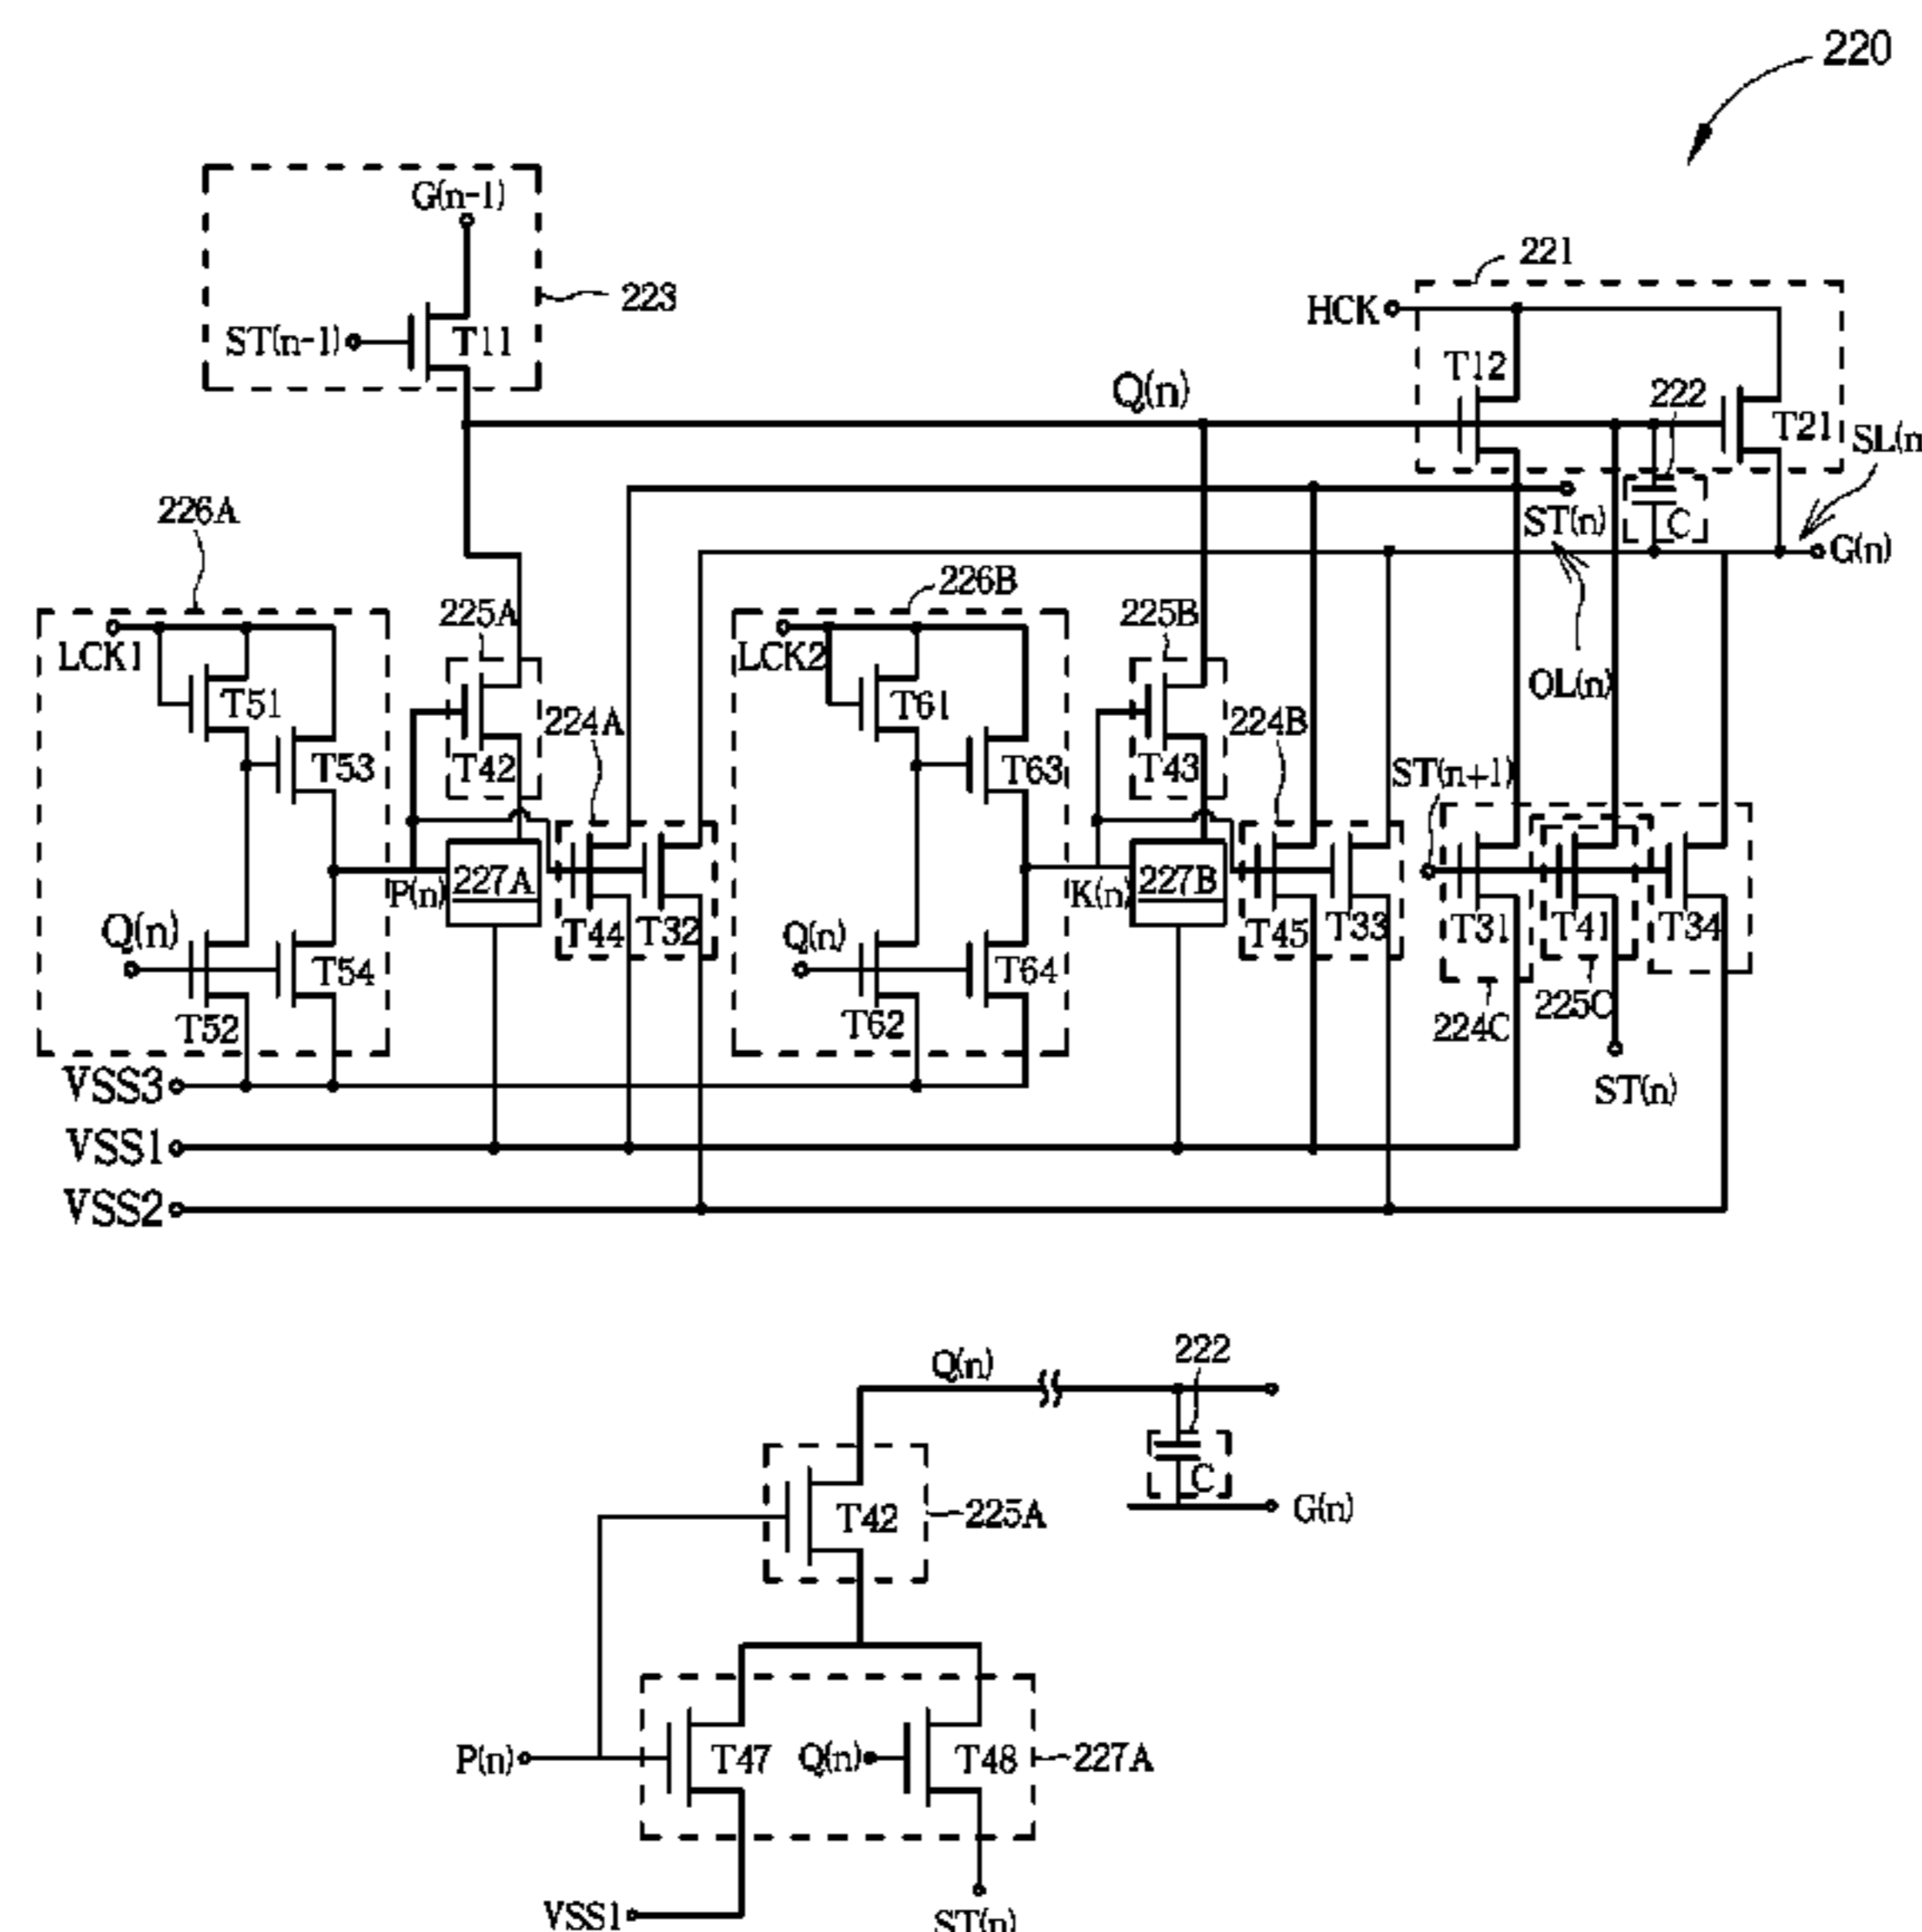 220
G(n-1)
223
ST(n-1)
T11
221
HCK
T12
222
Q(n)
T21
SL(n
226A
ST(n)
C
G(n)
226B
225A
225B
LCK1
LCK2
OL(n)
T51
T61
224A
224B
T53
T42
T63
T43
ST(n+1)
P(n)
227A
K(n)
227B
Q(n)
T44
T32
Q(n)
T45
T33
T31
T41
T34
T54
T64
T52
T62
224C
225C
VSS3
ST(n)
VSS1
VSS2
222
Q(n)
C
T42
225A
G(n)
P(n)
T47
Q(n)
T48
227A
VSS1
ST(n)